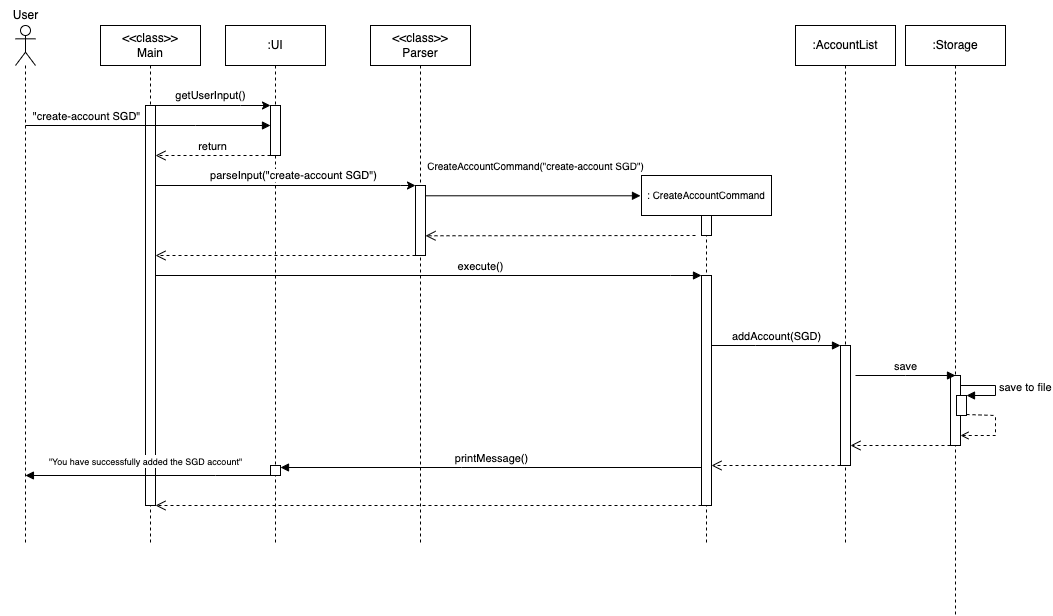 User
<<class>>
Main
:UI
<<class>>
Parser
:AccountList
:Storage
getUserInput()
"create-account SGD"
return
parseInput("create-account SGD")
CreateAccountCommand("create-account SGD")
: CreateAccountCommand
execute()
addAccount(SGD)
save
save to file
printMessage()
"You have successfully added the SGD account"